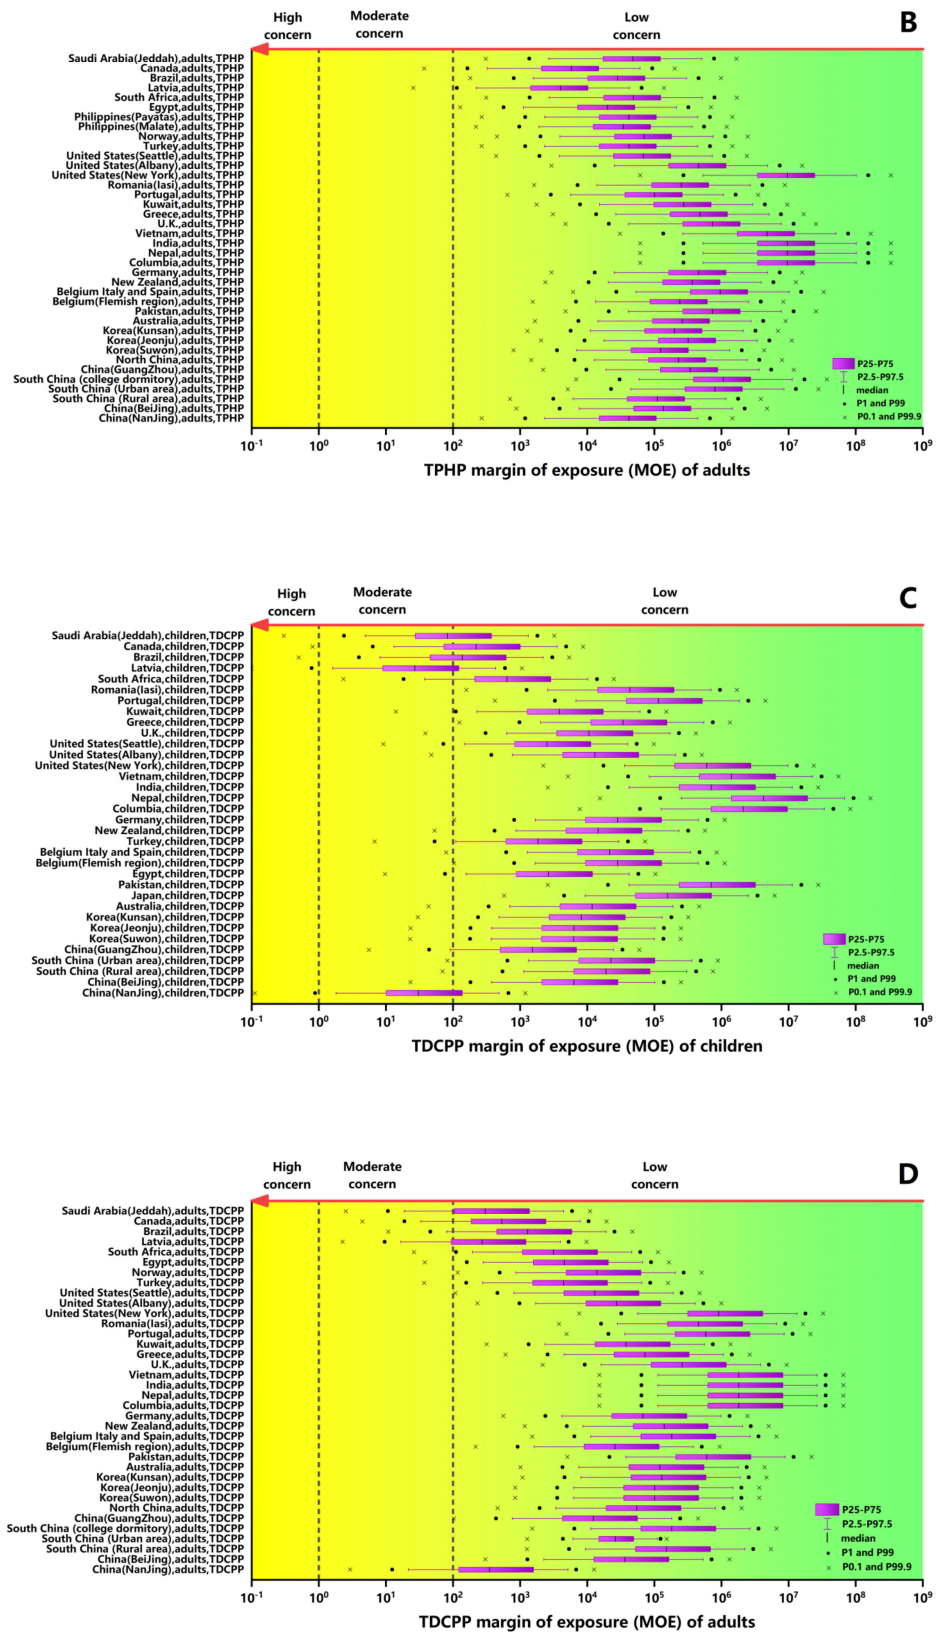 High concern
Moderate concern
Low concern
B
Saudi Arabia(Jeddah),adults,TPHP
Canada,adults,TPHP
Brazil,adults,TPHP
Latvia,adults,TPHP
South Africa,adults,TPHP
Egypt,adults,TPHP
Philippines(Payatas),adults,TPHP
Philippines(Malate),adults,TPHP
Norway,adults,TPHP
Turkey,adults,TPHP
United States(Seattle),adults,TPHP
United States(Albany),adults,TPHP
United States(New York),adults,TPHP
Romania(Iasi),adults,TPHP
Portugal,adults,TPHP
Kuwait,adults,TPHP
Greece,adults,TPHP
U.K.,adults,TPHP
Vietnam,adults,TPHP
India,adults,TPHP
Nepal,adults,TPHP
Columbia,adults,TPHP
Germany,adults,TPHP
New Zealand,adults,TPHP
Belgium Italy and Spain,adults,TPHP
Belgium(Flemish region),adults,TPHP
Pakistan,adults,TPHP
Australia,adults,TPHP
Korea(Kunsan),adults,TPHP
Korea(Jeonju),adults,TPHP
Korea(Suwon),adults,TPHP
North China,adults,TPHP
China(GuangZhou),adults,TPHP
South China (college dormitory),adults,TPHP
South China (Urban area),adults,TPHP
South China (Rural area),adults,TPHP
China(BeiJing),adults,TPHP
China(NanJing),adults,TPHP
P25-P75
P2.5-P97.5
median
P1 and P99
P0.1 and P99.9
10⁻¹ 10⁰ 10¹ 10² 10³ 10⁴ 10⁵ 10⁶ 10⁷ 10⁸ 10⁹
TPHP margin of exposure (MOE) of adults
High concern
Moderate concern
Low concern
C
Saudi Arabia(Jeddah),children,TDCPP
Canada,children,TDCPP
Brazil,children,TDCPP
Latvia,children,TDCPP
South Africa,children,TDCPP
Romania(Iasi),children,TDCPP
Portugal,children,TDCPP
Kuwait,children,TDCPP
Greece,children,TDCPP
U.K.,children,TDCPP
United States(Seattle),children,TDCPP
United States(Albany),children,TDCPP
United States(New York),children,TDCPP
Vietnam,children,TDCPP
India,children,TDCPP
Nepal,children,TDCPP
Columbia,children,TDCPP
Germany,children,TDCPP
New Zealand,children,TDCPP
Turkey,children,TDCPP
Belgium Italy and Spain,children,TDCPP
Belgium(Flemish region),children,TDCPP
Egypt,children,TDCPP
Pakistan,children,TDCPP
Japan,children,TDCPP
Australia,children,TDCPP
Korea(Kunsan),children,TDCPP
Korea(Jeonju),children,TDCPP
Korea(Suwon),children,TDCPP
China(GuangZhou),children,TDCPP
South China (Urban area),children,TDCPP
South China (Rural area),children,TDCPP
China(BeiJing),children,TDCPP
China(NanJing),children,TDCPP
P25-P75
P2.5-P97.5
median
P1 and P99
P0.1 and P99.9
10⁻¹ 10⁰ 10¹ 10² 10³ 10⁴ 10⁵ 10⁶ 10⁷ 10⁸ 10⁹
TDCPP margin of exposure (MOE) of children
High concern
Moderate concern
Low concern
D
Saudi Arabia(Jeddah),adults,TDCPP
Canada,adults,TDCPP
Brazil,adults,TDCPP
Latvia,adults,TDCPP
South Africa,adults,TDCPP
Egypt,adults,TDCPP
Norway,adults,TDCPP
Turkey,adults,TDCPP
United States(Seattle),adults,TDCPP
United States(Albany),adults,TDCPP
United States(New York),adults,TDCPP
Romania(Iasi),adults,TDCPP
Portugal,adults,TDCPP
Kuwait,adults,TDCPP
Greece,adults,TDCPP
U.K.,adults,TDCPP
Vietnam,adults,TDCPP
India,adults,TDCPP
Nepal,adults,TDCPP
Columbia,adults,TDCPP
Germany,adults,TDCPP
New Zealand,adults,TDCPP
Belgium Italy and Spain,adults,TDCPP
Belgium(Flemish region),adults,TDCPP
Pakistan,adults,TDCPP
Australia,adults,TDCPP
Korea(Kunsan),adults,TDCPP
Korea(Jeonju),adults,TDCPP
Korea(Suwon),adults,TDCPP
North China,adults,TDCPP
China(GuangZhou),adults,TDCPP
South China (college dormitory),adults,TDCPP
South China (Urban area),adults,TDCPP
South China (Rural area),adults,TDCPP
China(BeiJing),adults,TDCPP
China(NanJing),adults,TDCPP
P25-P75
P2.5-P97.5
median
P1 and P99
P0.1 and P99.9
10⁻¹ 10⁰ 10¹ 10² 10³ 10⁴ 10⁵ 10⁶ 10⁷ 10⁸ 10⁹
TDCPP margin of exposure (MOE) of adults